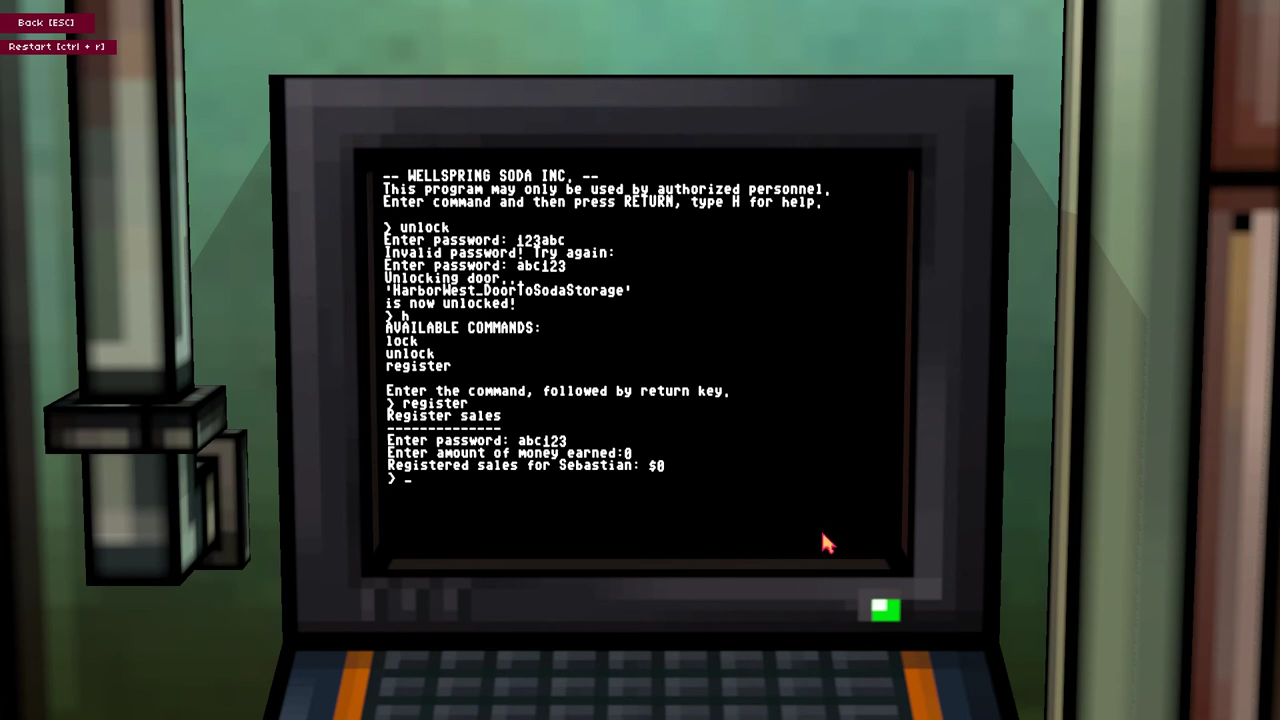 Back [ESC]
Restart [ctrl + r]
-- WELLSPRING SODA INC. --
This program may only be used by authorized personnel.
Enter command and then press RETURN, type H for help.
> unlock
Enter password: 123abc
Invalid password! Try again:
Enter password: abc123
Unlocking door...
'HarborWest_DoorToSodaStorage'
is now unlocked!
> h
AVAILABLE COMMANDS:
lock
unlock
register
Enter the command, followed by return key.
> register
Register sales
--------------
Enter password: abc123
Enter amount of money earned:0
Registered sales for Sebastian: $0
> _